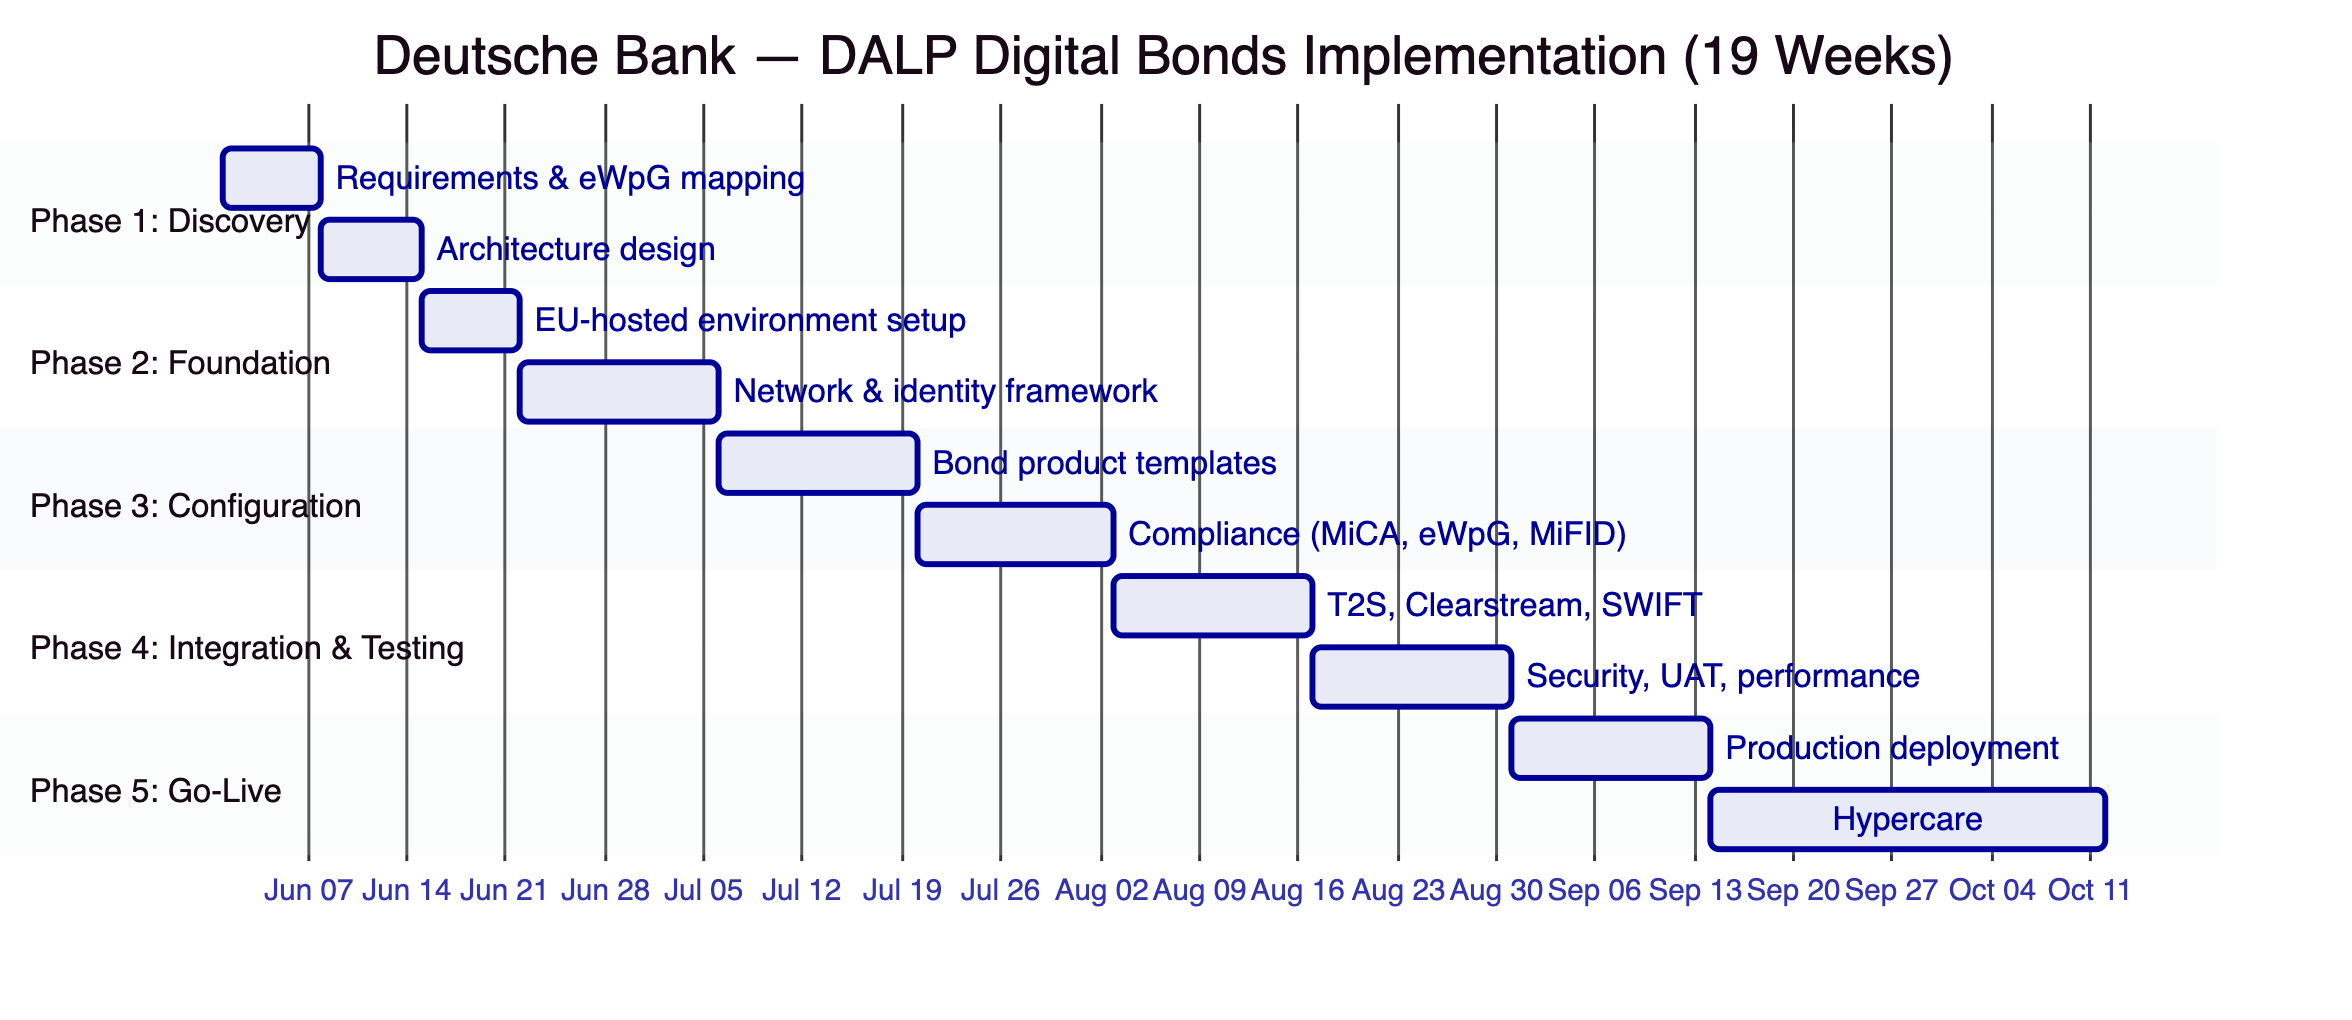 Deutsche Bank — DALP Digital Bonds Implementation (19 Weeks)
Requirements & eWpG mapping
Phase 1: Discovery
Architecture design
EU-hosted environment setup
Phase 2: Foundation
Network & identity framework
Bond product templates
Phase 3: Configuration
Compliance (MiCA, eWpG, MiFID)
T2S, Clearstream, SWIFT
Phase 4: Integration & Testing
Security, UAT, performance
Production deployment
Phase 5: Go-Live
Hypercare
Jun 07 Jun 14 Jun 21 Jun 28 Jul 05 Jul 12 Jul 19 Jul 26 Aug 02 Aug 09 Aug 16 Aug 23 Aug 30 Sep 06 Sep 13 Sep 20 Sep 27 Oct 04 Oct 11